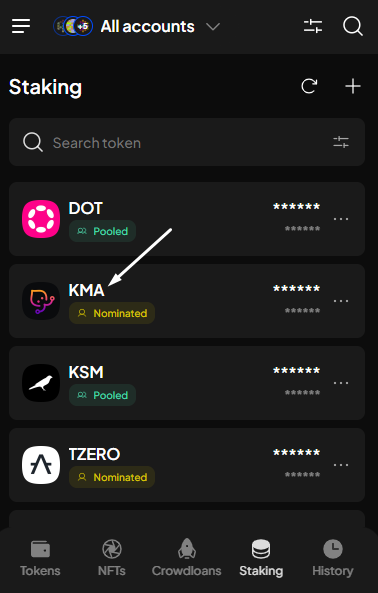 +5 All accounts
Staking
Search token
DOT ******
Pooled ******
KMA ******
Nominated ******
KSM ******
Pooled ******
TZERO ******
Nominated ******
Tokens NFTs Crowdloans Staking History